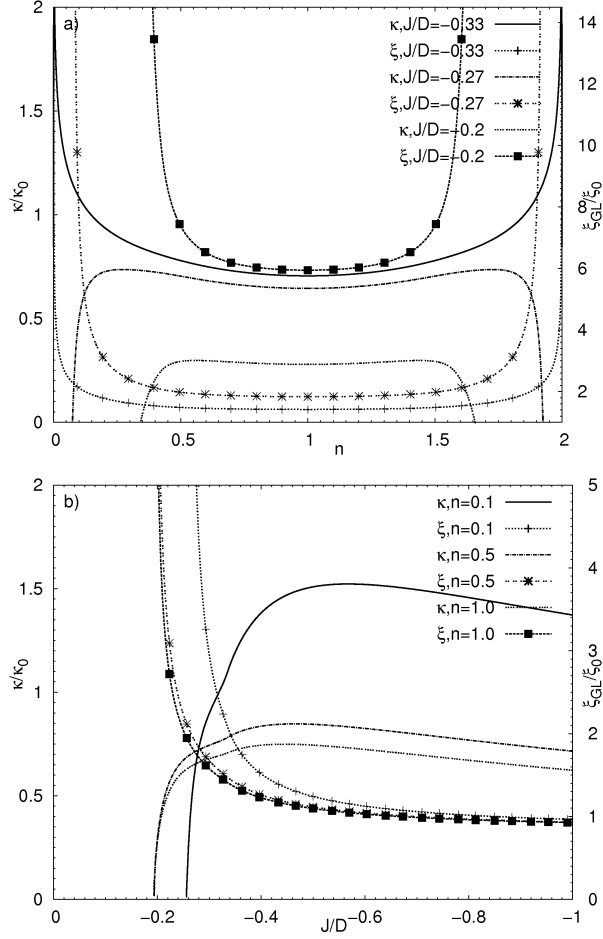 a)
κ,J/D=−0.33
ξ,J/D=−0.33
κ,J/D=−0.27
ξ,J/D=−0.27
κ,J/D=−0.2
ξ,J/D=−0.2
2
1.5
1
0.5
0
κ/κ0
14
12
10
8
6
4
2
ξGL/ξ0
0
0.5
1.0
1.5
2
n
b)
κ,n=0.1
ξ,n=0.1
κ,n=0.5
ξ,n=0.5
κ,n=1.0
ξ,n=1.0
2
1.5
1
0.5
0
κ/κ0
5
4
3
2
1
0
ξGL/ξ0
0
−0.2
−0.4
−0.6
−0.8
−1
J/D